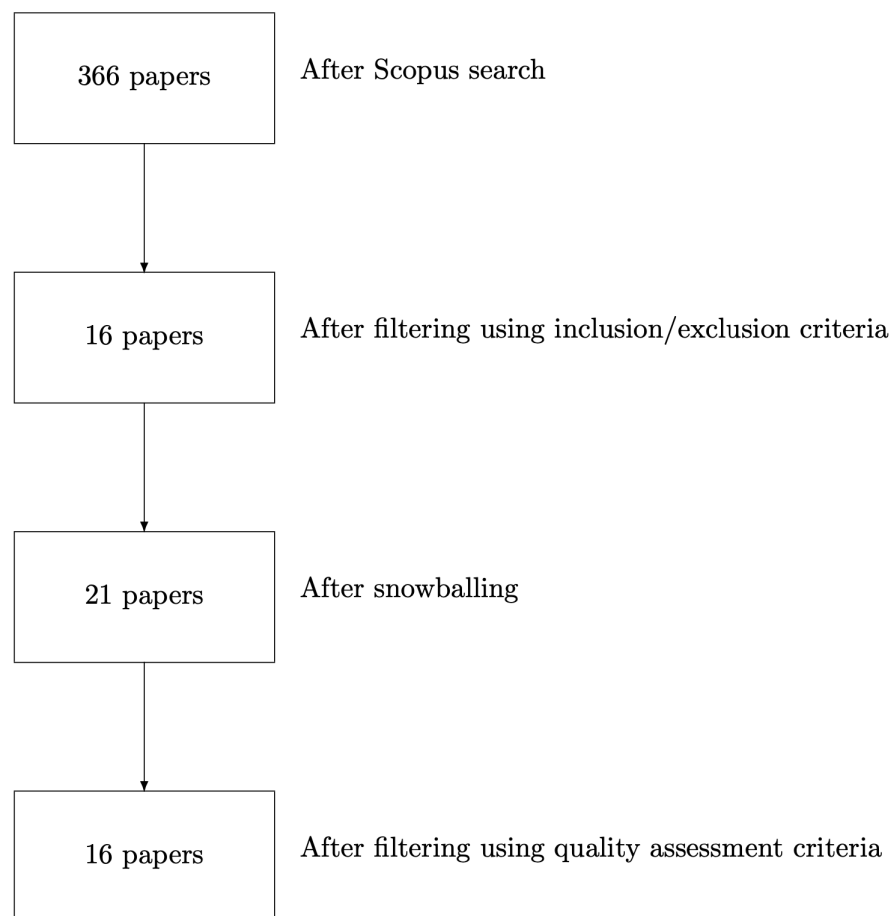 366 papers
After Scopus search
16 papers
After filtering using inclusion/exclusion criteria
21 papers
After snowballing
16 papers
After filtering using quality assessment criteria